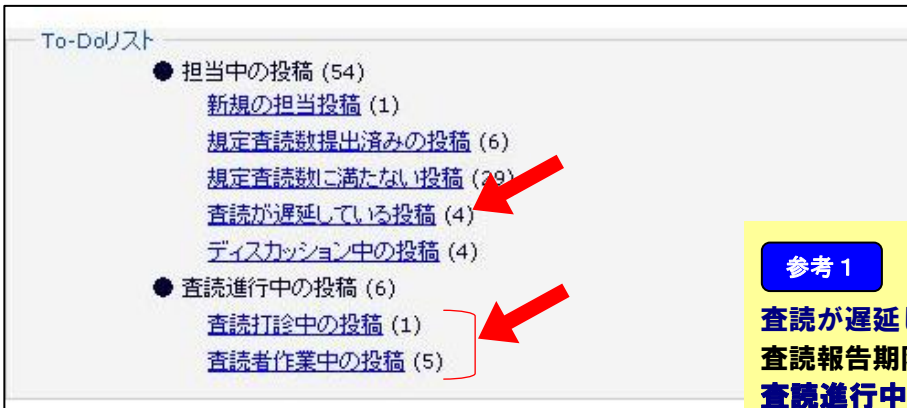 To-Doリスト
● 担当中の投稿 (54)
新規の担当投稿 (1)
規定査読数提出済みの投稿 (6)
規定査読数に満たない投稿 (29)
査読が遅延している投稿 (4)
ディスカッション中の投稿 (4)
● 査読進行中の投稿 (6)
査読打診中の投稿 (1)
査読者作業中の投稿 (5)
参考1
査読が遅延
査読報告期
査読進行中